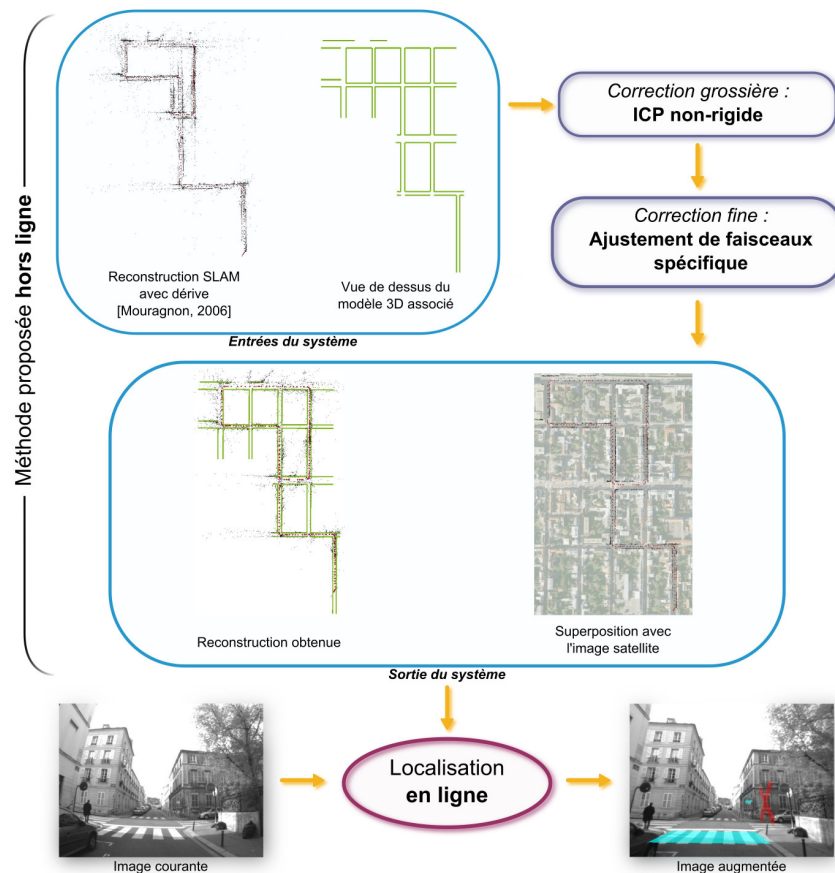 Méthode proposée hors ligne
Reconstruction SLAM
avec dérive
[Mouragnon, 2006]
Vue de dessus du
modèle 3D associé
Entrées du système
Correction grossière :
ICP non-rigide
Correction fine :
Ajustement de faisceaux
spécifique
Reconstruction obtenue
Superposition avec
l'image satellite
Sortie du système
Localisation
en ligne
Image courante
Image augmentée